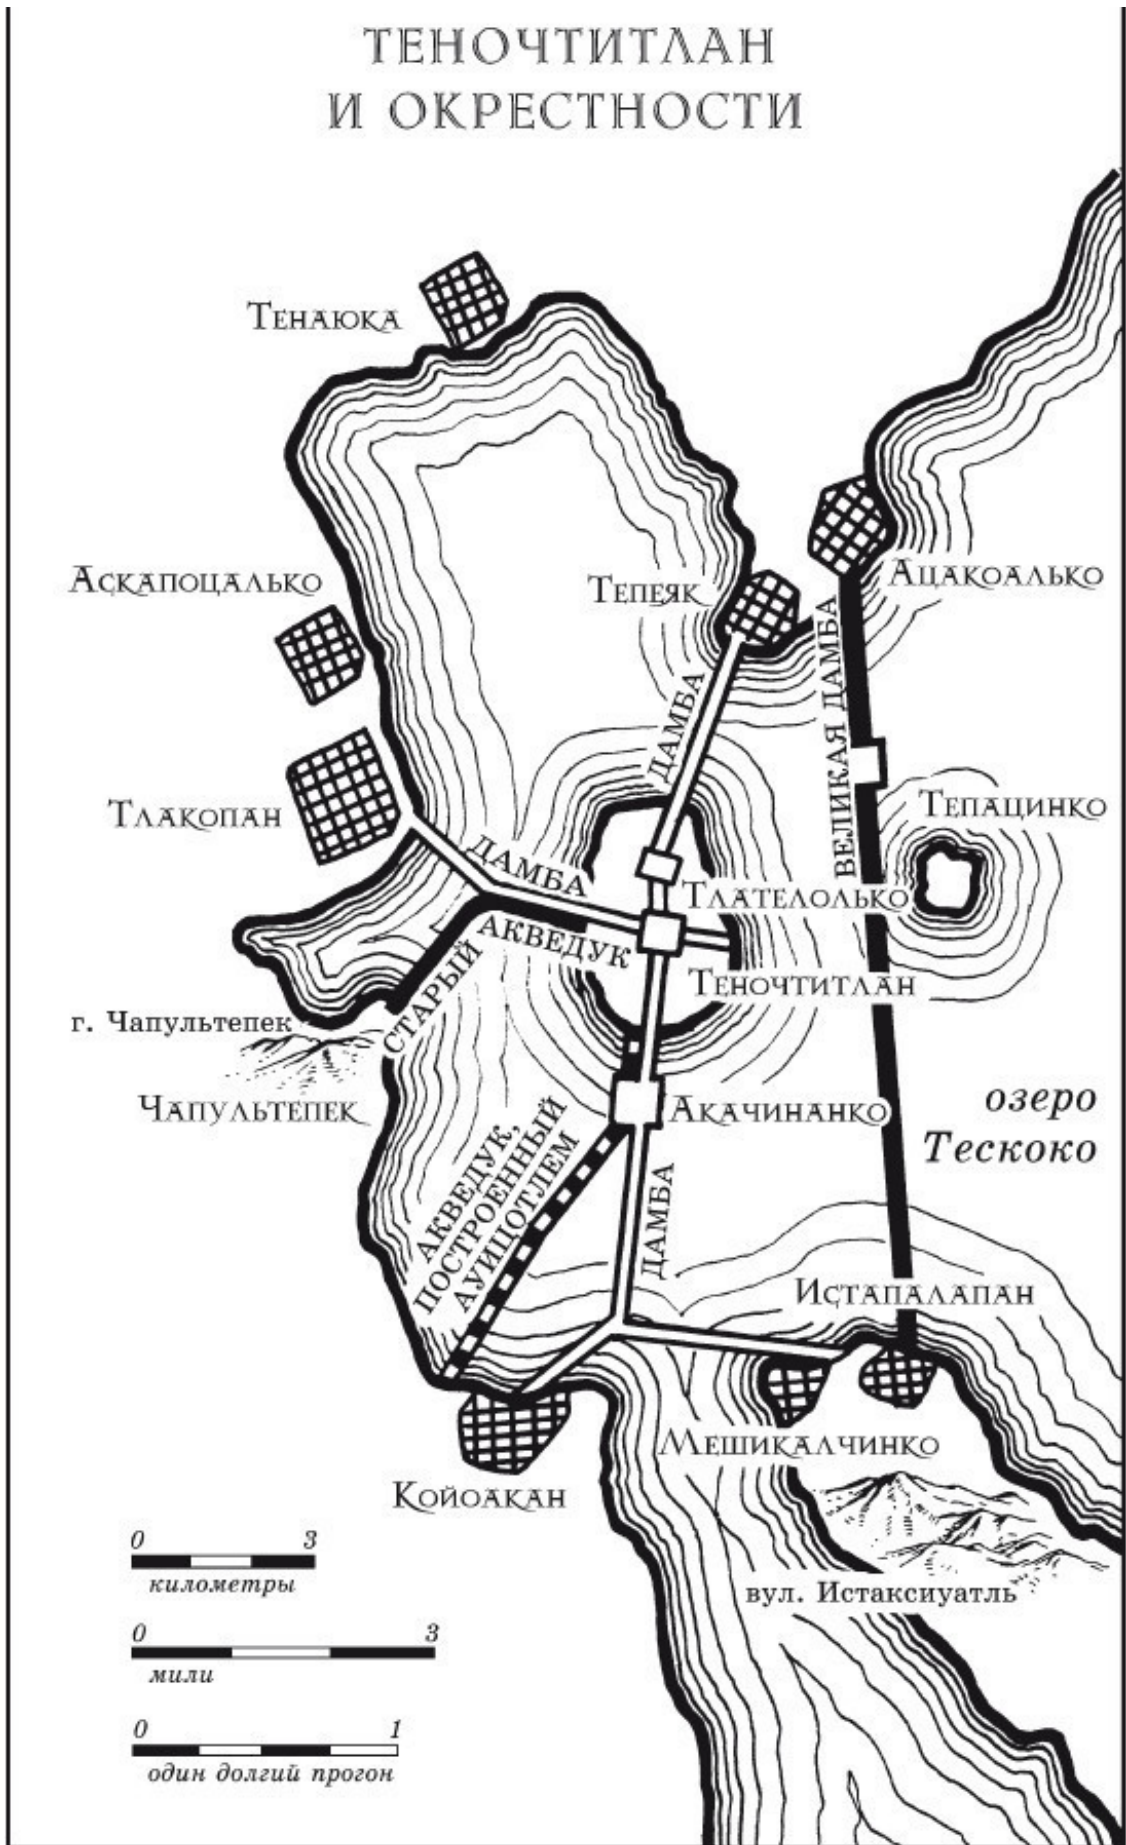 ТЕНОЧТИТЛАН
И ОКРЕСТНОСТИ
ТЕНАЮКА
АСКАПОЦАЛЬКО
ТЕПЕЯК
АЦАКОАЛЬКО
ДАМБА
ВЕЛИКАЯ ДАМБА
ТЛАКОПАН
ТЕПАЦИНКО
ДАМБА
ТЛАТЕЛОЛЬКО
СТАРЫЙ АКВЕДУК
ТЕНОЧТИТЛАН
г. Чапультепек
ЧАПУЛЬТЕПЕК
АКАЧИНАНКО
озеро
Тескоко
АКВЕДУК,
ПОСТРОЕННЫЙ
АУИЦОТЛЕМ
ДАМБА
ИСТАПАЛАПАН
МЕШИКАЛЧИНКО
КОЙОАКАН
вул. Истаксиуатль
0 3
километры
0 3
мили
0 1
один долгий прогон